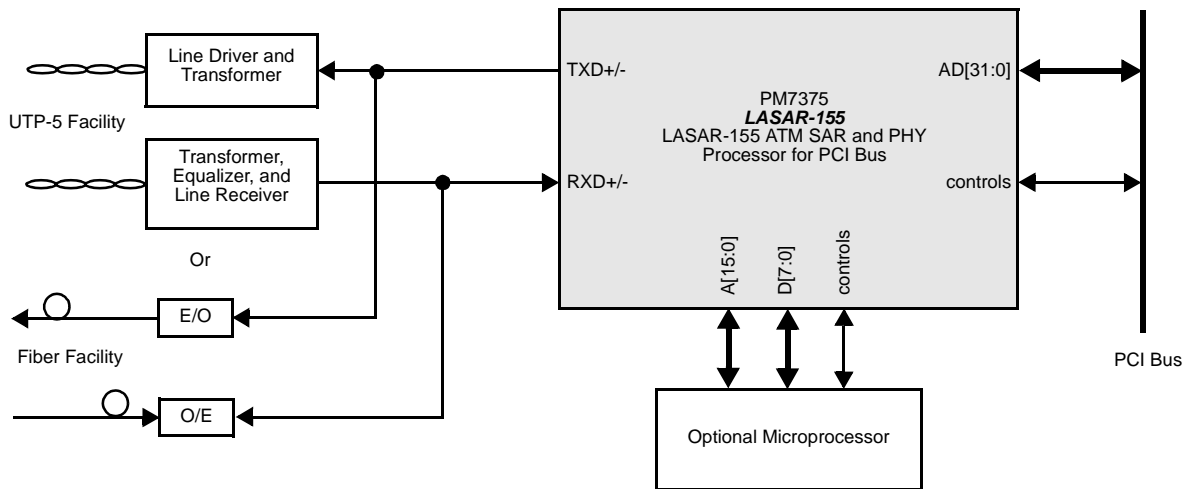 Line Driver and
Transformer
UTP-5 Facility
Transformer,
Equalizer, and
Line Receiver
Or
E/O
Fiber Facility
O/E
TXD+/-
AD[31:0]
PM7375
LASAR-155
LASAR-155 ATM SAR and PHY
Processor for PCI Bus
RXD+/-
controls
A[15:0]
D[7:0]
controls
PCI Bus
Optional Microprocessor